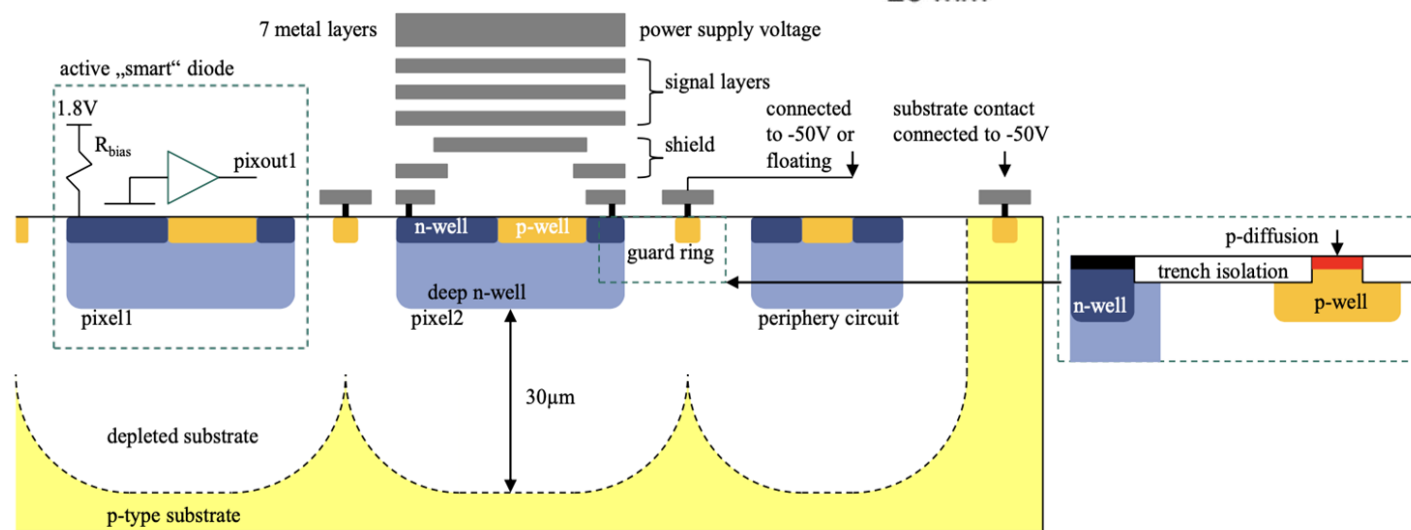 7 metal layers
power supply voltage
active „smart“ diode
signal layers
1.8V
connected
to -50V or
floating
substrate contact
connected to -50V
R_bias
pixout1
shield
n-well
p-well
guard ring
p-diffusion
trench isolation
n-well
p-well
deep n-well
pixel1
pixel2
periphery circuit
30μm
depleted substrate
p-type substrate